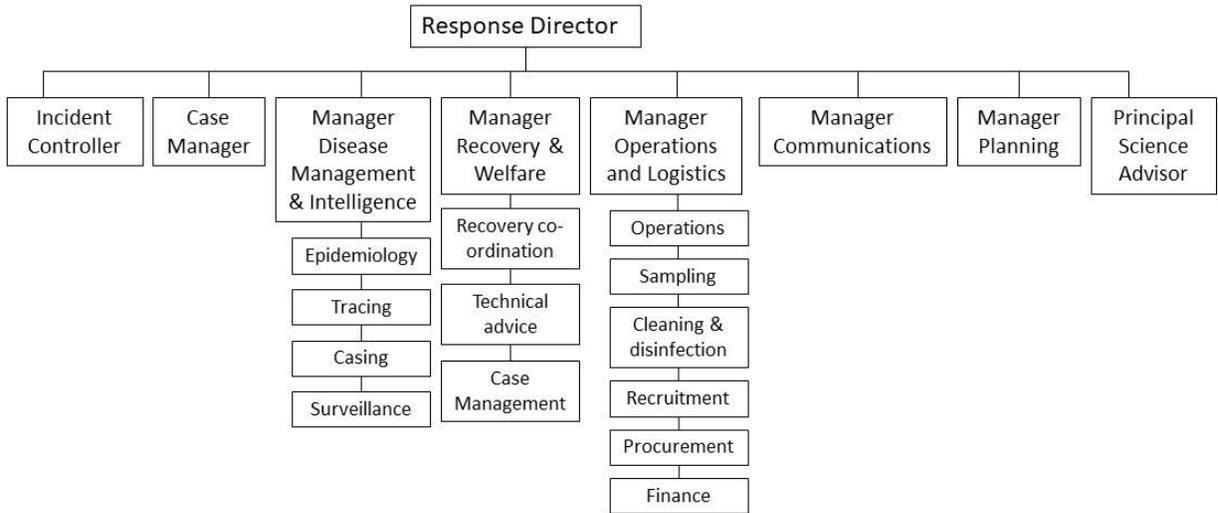 Response Director
Incident
Controller
Case
Manager
Manager
Disease
Management
& Intelligence
Manager
Recovery &
Welfare
Manager
Operations
and Logistics
Manager
Communications
Manager
Planning
Principal
Science
Advisor
Epidemiology
Tracing
Casing
Surveillance
Recovery co-
ordination
Technical
advice
Case
Management
Operations
Sampling
Cleaning &
disinfection
Recruitment
Procurement
Finance